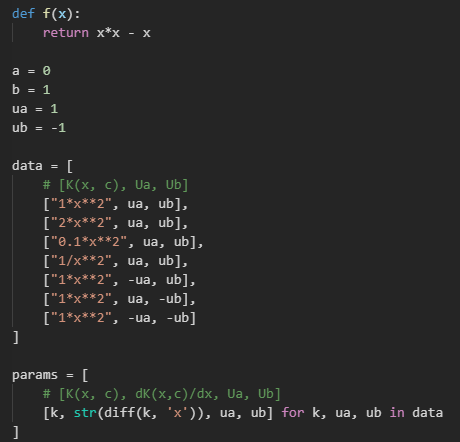 def f(x):
    return x*x - x

a = 0
b = 1
ua = 1
ub = -1

data = [
    # [K(x, c), Ua, Ub]
    ["1*x**2", ua, ub],
    ["2*x**2", ua, ub],
    ["0.1*x**2", ua, ub],
    ["1/x**2", ua, ub],
    ["1*x**2", -ua, ub],
    ["1*x**2", ua, -ub],
    ["1*x**2", -ua, -ub]
]

params = [
    # [K(x, c), dK(x,c)/dx, Ua, Ub]
    [k, str(diff(k, 'x')), ua, ub] for k, ua, ub in data
]